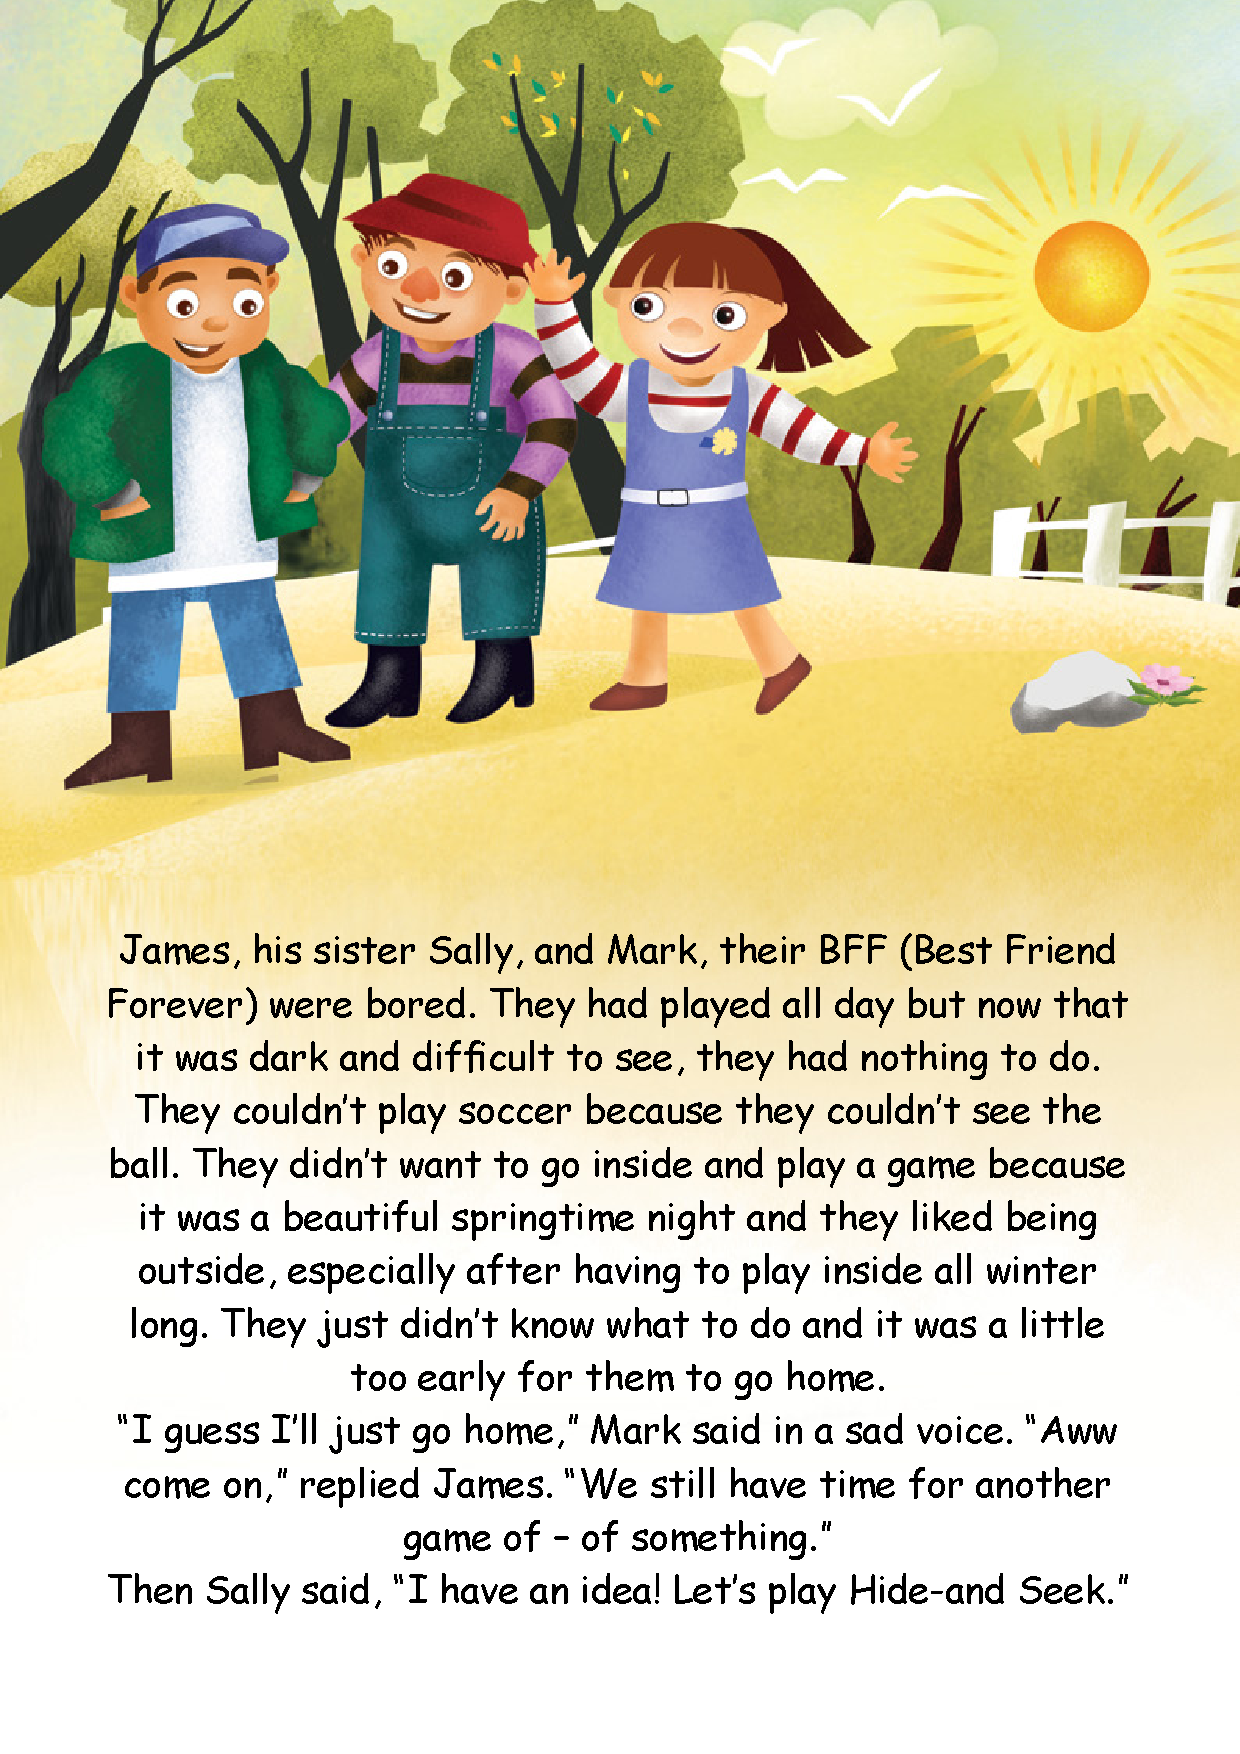 James, his sister Sally, and Mark, their BFF (Best Friend
Forever) were bored. They had played all day but now that
it was dark and difficult to see, they had nothing to do.
They couldn’t play soccer because they couldn’t see the
ball. They didn’t want to go inside and play a game because
it was a beautiful springtime night and they liked being
outside, especially after having to play inside all winter
long. They just didn’t know what to do and it was a little
too early for them to go home.
“I guess I’ll just go home,” Mark said in a sad voice. “Aww
come on,” replied James. “We still have time for another
game of – of something.”
Then Sally said, “I have an idea! Let’s play Hide-and Seek.”